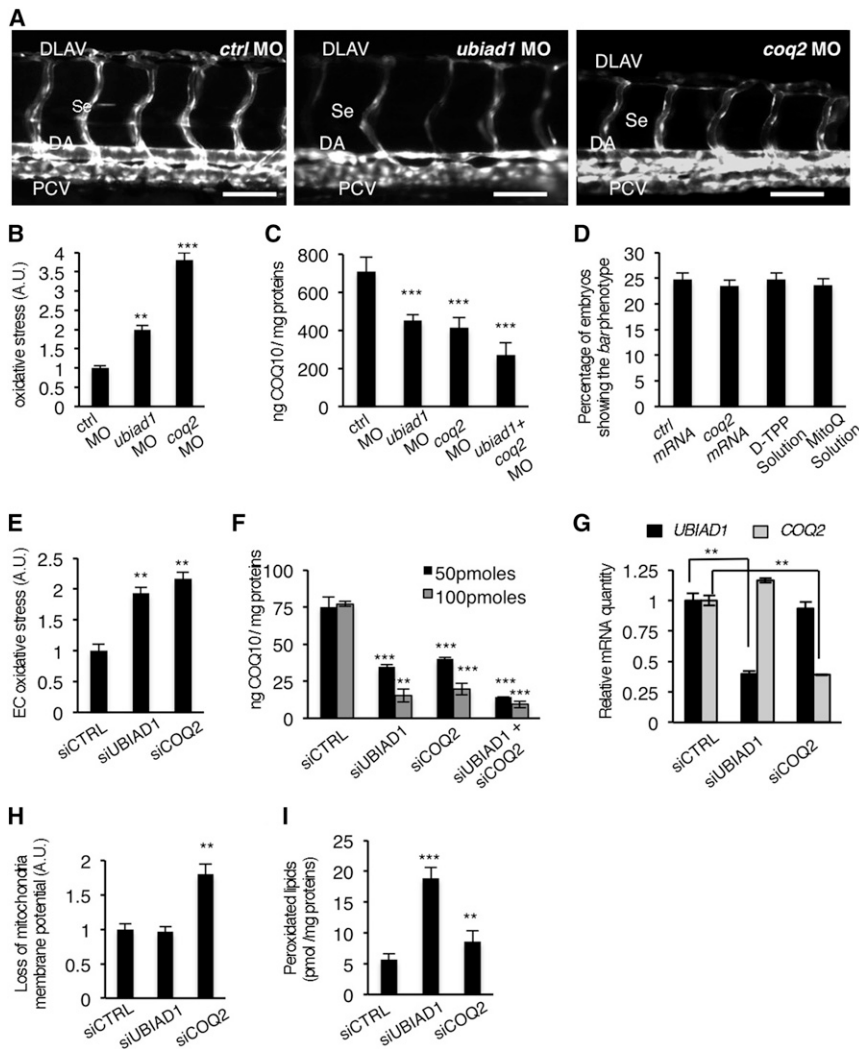 A
DLAV
ctrl MO
Se
DA
PCV
DLAV
ubiad1 MO
Se
DA
PCV
coq2 MO
DLAV
Se
DA
PCV
B
oxidative stress (A.U.)
4
3.5
3
2.5
2
1.5
1
0.5
0
**
***
ctrl
MO
ubiad1
MO
coq2
MO
C
ng COQ10/ mg proteins
800
600
400
200
0
***
***
***
ctrl
MO
ubiad1
MO
coq2
MO
ubiad1+
coq2
MO
D
Percentage of embryos
showing the bar phenotype
30
25
20
15
10
5
0
ctrl
mRNA
coq2
mRNA
D-TPP
Solution
MitoQ
Solution
E
EC oxidative stress (A.U.)
2.5
2
1.5
1
0.5
0
**
**
siCTRL
siUBIAD1
siCOQ2
F
ng COQ10/ mg proteins
100
75
50
25
0
50pmoles
100pmoles
***
**
***
***
***
***
siCTRL
siUBIAD1
siCOQ2
siUBIAD1 +
siCOQ2
G
UBIAD1
COQ2
Relative mRNA quantity
1.25
1
0.75
0.5
0.25
0
**
**
siCTRL
siUBIAD1
siCOQ2
H
Loss of mitochondria
membrane potential (A.U.)
2
1.5
1
0.5
0
**
siCTRL
siUBIAD1
siCOQ2
I
Peroxidated lipids
(pmol /mg proteins)
25
20
15
10
5
0
***
**
siCTRL
siUBIAD1
siCOQ2